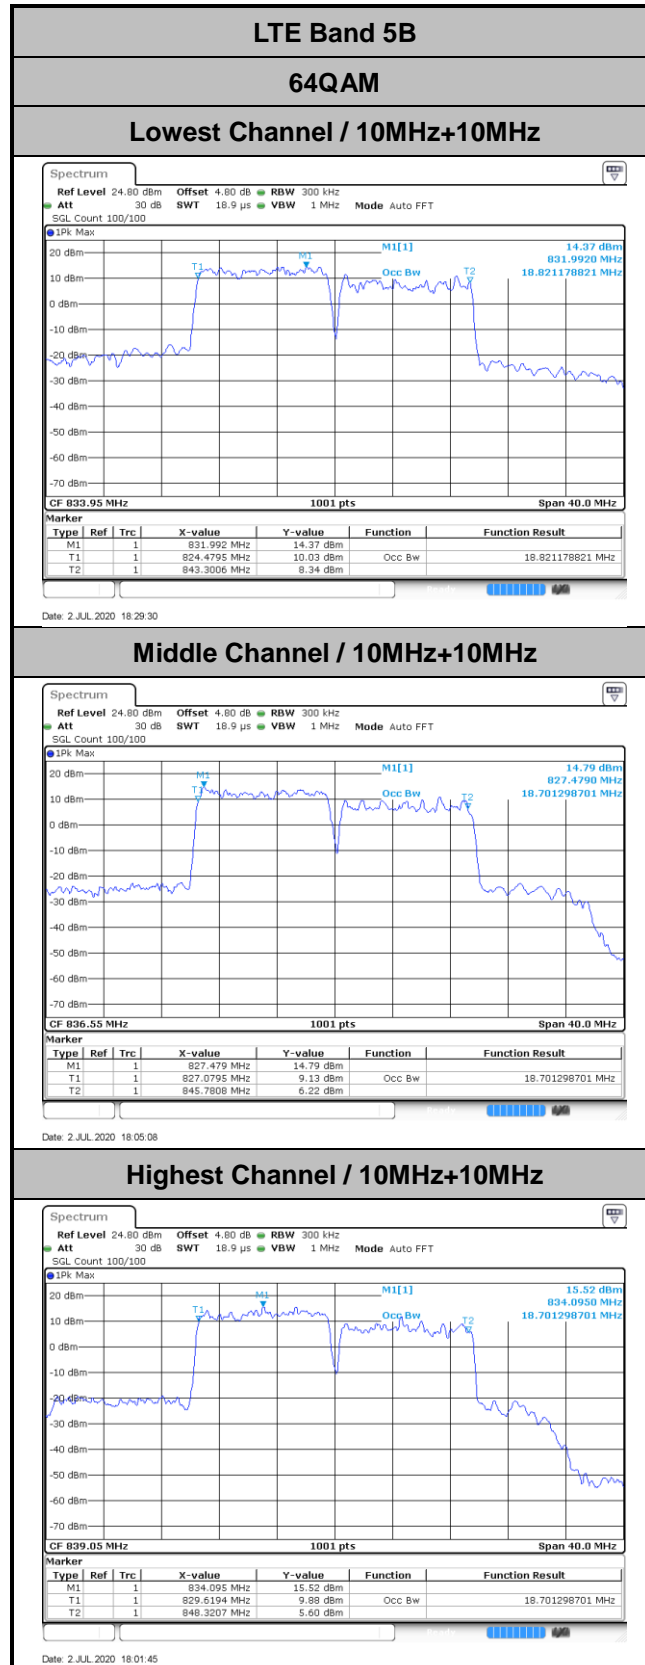 LTE Band 5B
64QAM
Lowest Channel / 10MHz+10MHz
Spectrum
Ref Level 24.80 dBm Offset 4.80 dB RBW 300 kHz
Att 30 dB SWT 18.9 µs VBW 1 MHz Mode Auto FFT
SGL Count 100/100
1Pk Max
M1[1] 14.37 dBm
831.9920 MHz
Occ Bw 18.821178821 MHz
20 dBm
10 dBm
0 dBm
-10 dBm
-20 dBm
-30 dBm
-40 dBm
-50 dBm
-60 dBm
-70 dBm
T1
M1
T2
CF 833.95 MHz 1001 pts Span 40.0 MHz
Marker
Type Ref Trc X-value Y-value Function Function Result
M1 1 831.992 MHz 14.37 dBm
T1 1 824.4795 MHz 10.03 dBm Occ Bw 18.821178821 MHz
T2 1 843.3006 MHz 8.34 dBm
Date: 2.JUL.2020 18:29:30
Middle Channel / 10MHz+10MHz
Spectrum
Ref Level 24.80 dBm Offset 4.80 dB RBW 300 kHz
Att 30 dB SWT 18.9 µs VBW 1 MHz Mode Auto FFT
SGL Count 100/100
1Pk Max
M1[1] 14.79 dBm
827.4790 MHz
Occ Bw 18.701298701 MHz
20 dBm
10 dBm
0 dBm
-10 dBm
-20 dBm
-30 dBm
-40 dBm
-50 dBm
-60 dBm
-70 dBm
M1
T1
T2
CF 836.55 MHz 1001 pts Span 40.0 MHz
Marker
Type Ref Trc X-value Y-value Function Function Result
M1 1 827.479 MHz 14.79 dBm
T1 1 827.0795 MHz 9.13 dBm Occ Bw 18.701298701 MHz
T2 1 845.7808 MHz 6.22 dBm
Date: 2.JUL.2020 18:05:08
Highest Channel / 10MHz+10MHz
Spectrum
Ref Level 24.80 dBm Offset 4.80 dB RBW 300 kHz
Att 30 dB SWT 18.9 µs VBW 1 MHz Mode Auto FFT
SGL Count 100/100
1Pk Max
M1[1] 15.52 dBm
834.0950 MHz
Occ Bw 18.701298701 MHz
20 dBm
10 dBm
0 dBm
-10 dBm
-20 dBm
-30 dBm
-40 dBm
-50 dBm
-60 dBm
-70 dBm
T1
M1
T2
CF 839.05 MHz 1001 pts Span 40.0 MHz
Marker
Type Ref Trc X-value Y-value Function Function Result
M1 1 834.095 MHz 15.52 dBm
T1 1 829.6194 MHz 9.88 dBm Occ Bw 18.701298701 MHz
T2 1 848.3207 MHz 5.60 dBm
Date: 2.JUL.2020 18:01:45